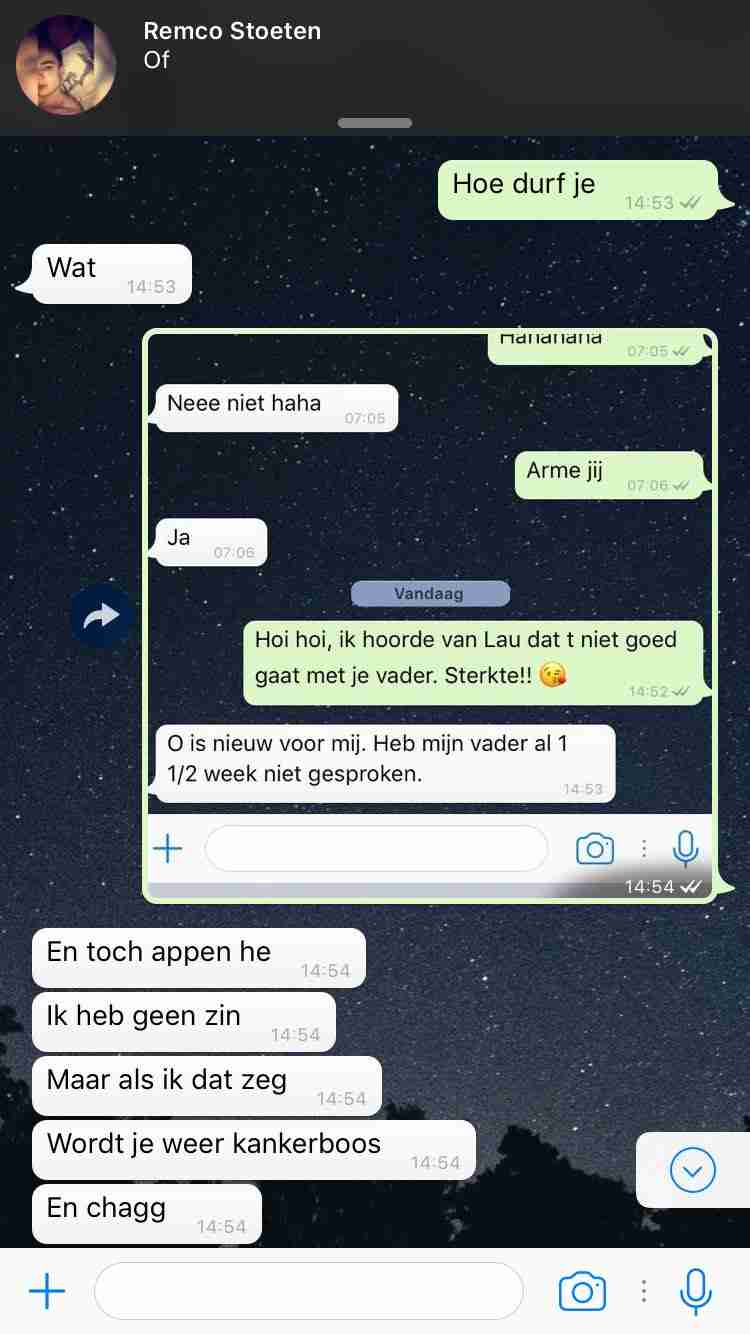 Remco Stoeten
Of
Hoe durf je
14:53
Wat
14:53
Hahahaha
07:05
Neee niet haha
07:05
Arme jij
07:06
Ja
07:06
Vandaag
Hoi hoi, ik hoorde van Lau dat t niet goed
gaat met je vader. Sterkte!! 😘
14:52
O is nieuw voor mij. Heb mijn vader al 1
1/2 week niet gesproken.
14:53
14:54
En toch appen he
14:54
Ik heb geen zin
14:54
Maar als ik dat zeg
14:54
Wordt je weer kankerboos
14:54
En chagg
14:54